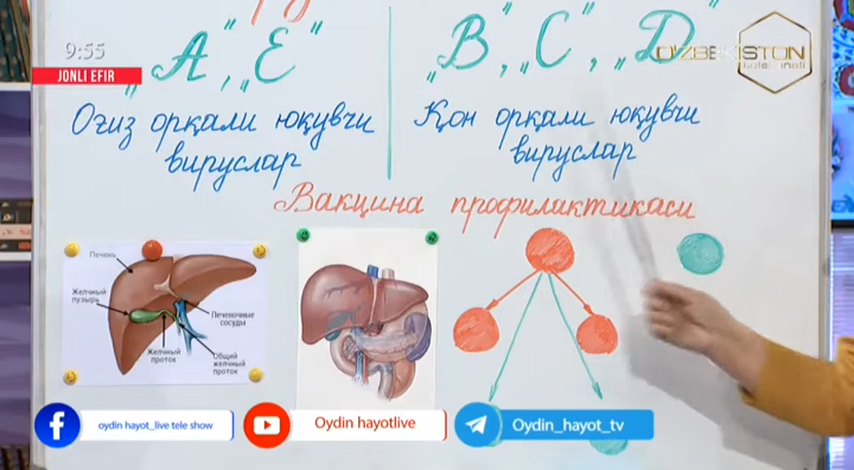 9:55
JONLI EFIR
"A", "E"
"B", "C", "D"
O'ZBEKISTON
telekanali
Оғиз орқали юқувчи
вируслар
Қон орқали юқувчи
вируслар
Вакцина профилактикаси
Печень
Желчный
пузырь
Печеночные
сосуды
Желчный
проток
Общий
желчный
проток
oydin hayot_live tele show
Oydin hayotlive
Oydin_hayot_tv